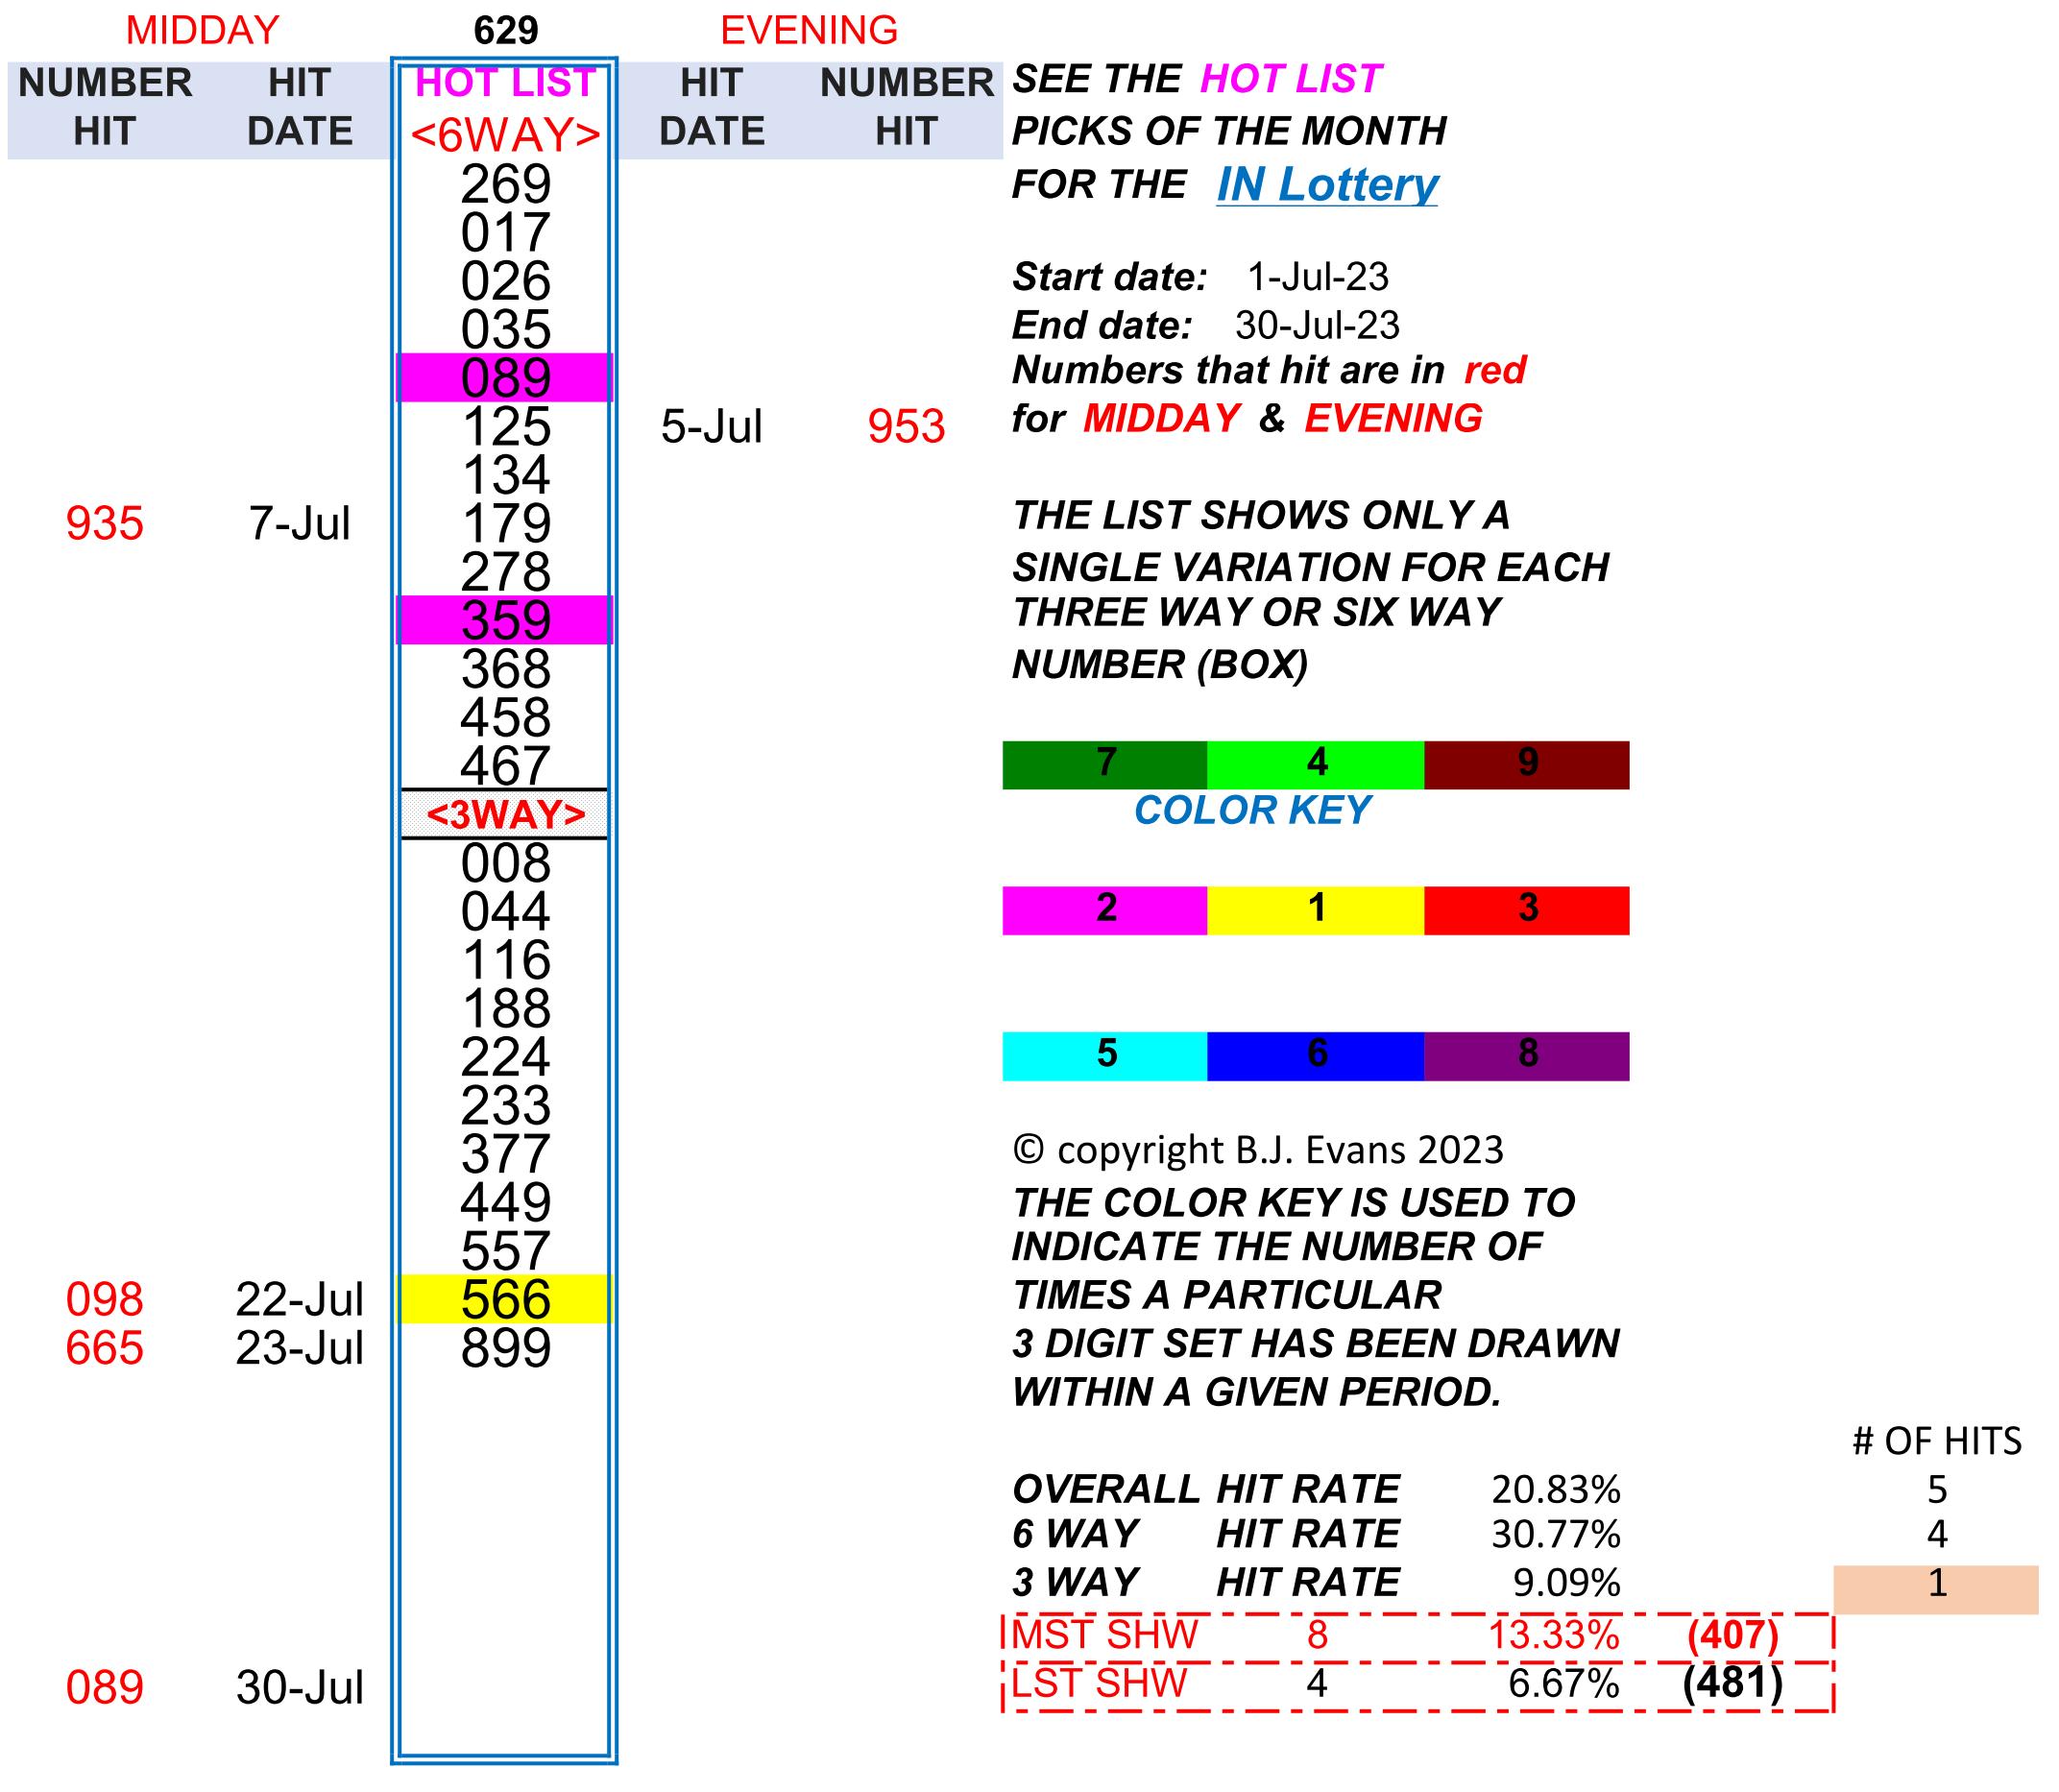 MIDDAY 629 EVENING
NUMBER HIT HOT LIST HIT NUMBER SEE THE HOT LIST
HIT DATE <6WAY> DATE HIT PICKS OF THE MONTH
269 FOR THE IN Lottery
017
026 Start date: 1-Jul-23
035 End date: 30-Jul-23
089 Numbers that hit are in red
125 5-Jul 953 for MIDDAY & EVENING
134
935 7-Jul 179 THE LIST SHOWS ONLY A
278 SINGLE VARIATION FOR EACH
359 THREE WAY OR SIX WAY
368 NUMBER (BOX)
458
467 7 4 9
<3WAY> COLOR KEY
008
044 2 1 3
116
188
224 5 6 8
233
377 © copyright B.J. Evans 2023
449 THE COLOR KEY IS USED TO
557 INDICATE THE NUMBER OF
098 22-Jul 566 TIMES A PARTICULAR
665 23-Jul 899 3 DIGIT SET HAS BEEN DRAWN
WITHIN A GIVEN PERIOD.
# OF HITS
OVERALL HIT RATE 20.83% 5
6 WAY HIT RATE 30.77% 4
3 WAY HIT RATE 9.09% 1
MST SHW 8 13.33% (407)
089 30-Jul LST SHW 4 6.67% (481)